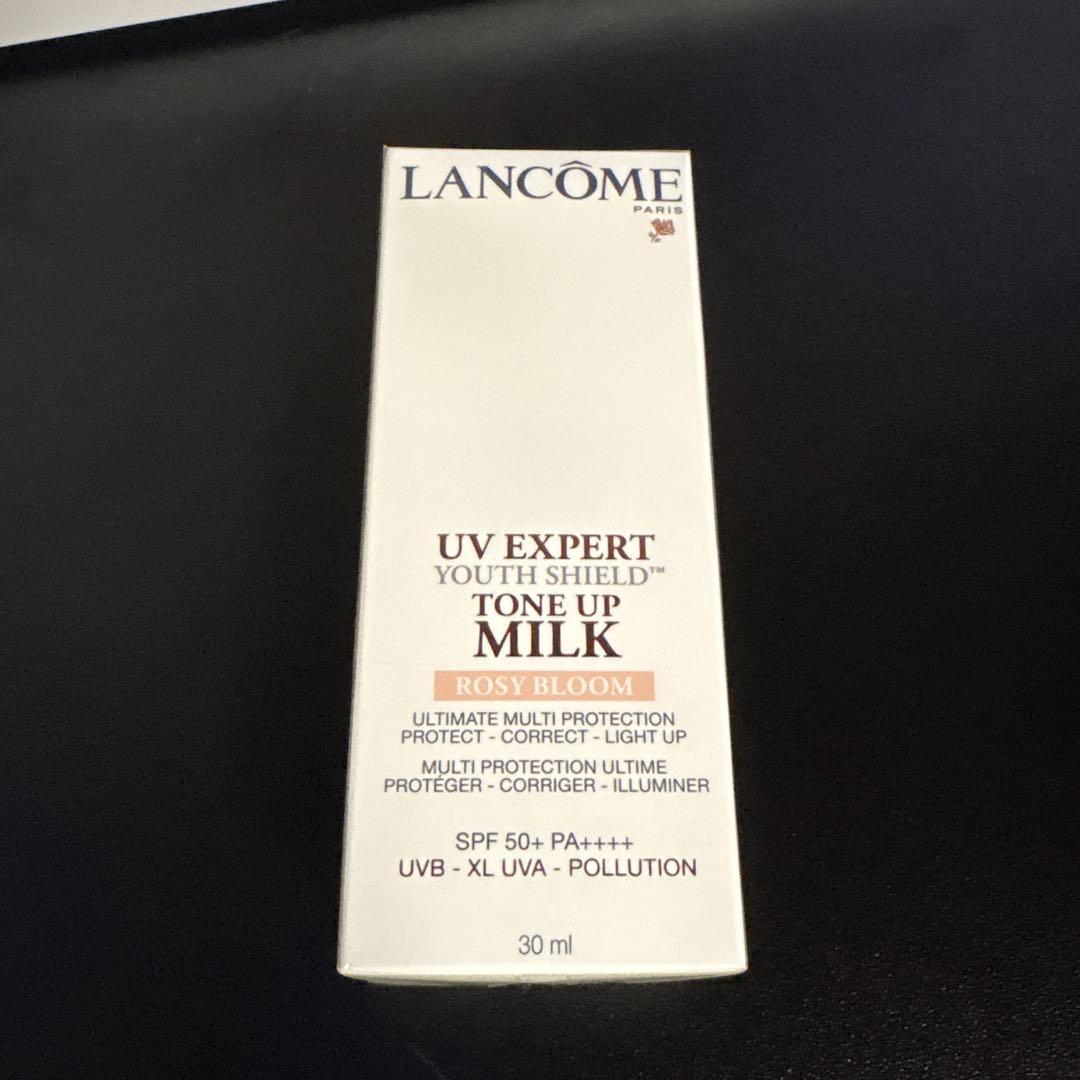 LANCÔME
PARIS
UV EXPERT
YOUTH SHIELD™
TONE UP
MILK
ROSY BLOOM
ULTIMATE MULTI PROTECTION
PROTECT - CORRECT - LIGHT UP
MULTI PROTECTION ULTIME
PROTÉGER - CORRIGER - ILLUMINER
SPF 50+ PA++++
UVB - XL UVA - POLLUTION
30 ml